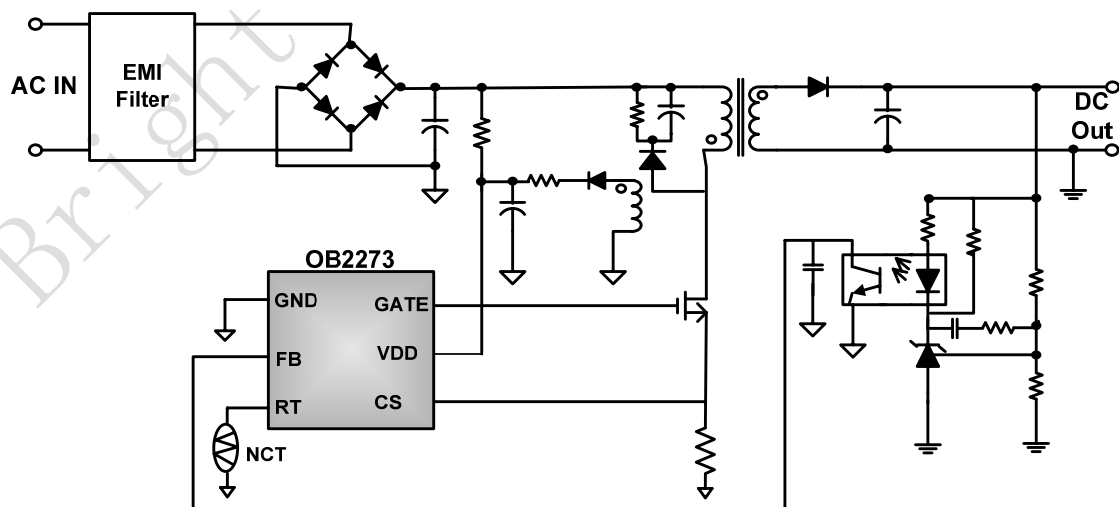 AC IN
EMI
Filter
DC
Out
OB2273
GND
GATE
FB
VDD
RT
CS
NCT
Bright